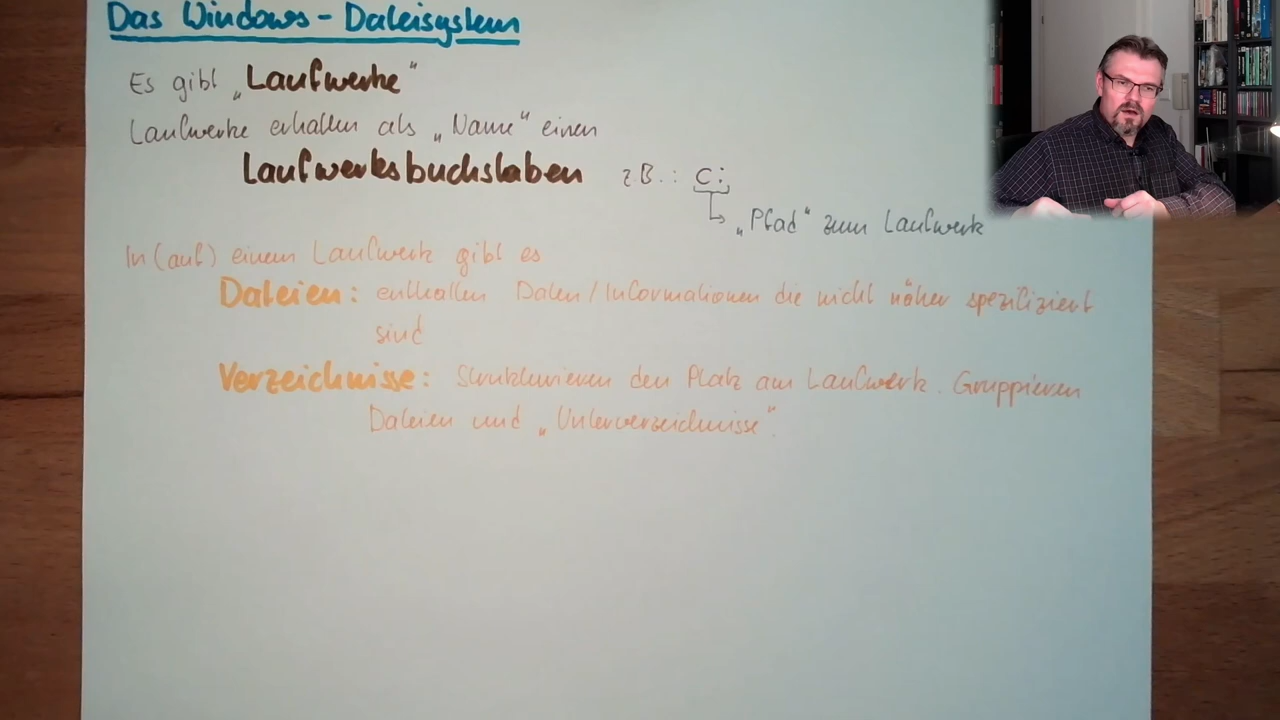 Das Windows-Dateisystem
Es gibt „Laufwerke"
Laufwerke erhalten als „Name" einen
Laufwerksbuchstaben z.B.: C:
„Pfad" zum Laufwerk
In (auf) einem Laufwerk gibt es
Dateien: enthalten Daten/Informationen die nicht näher spezifiziert
sind
Verzeichnisse: Strukturieren den Platz am Laufwerk. Gruppieren
Dateien und „Unterverzeichnisse".